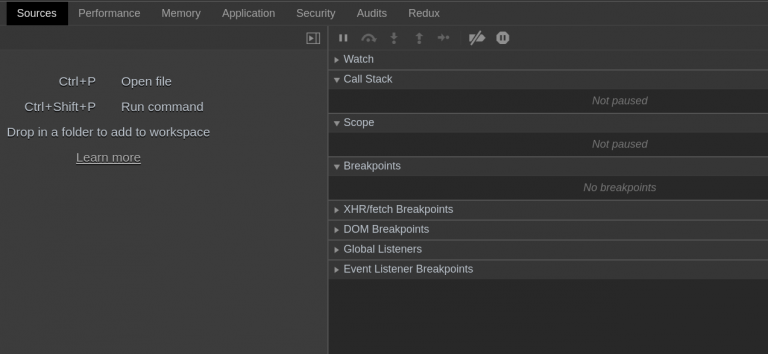 Sources Performance Memory Application Security Audits Redux
Ctrl+P Open file
Ctrl+Shift+P Run command
Drop in a folder to add to workspace
Learn more
Watch
Call Stack
Not paused
Scope
Not paused
Breakpoints
No breakpoints
XHR/fetch Breakpoints
DOM Breakpoints
Global Listeners
Event Listener Breakpoints